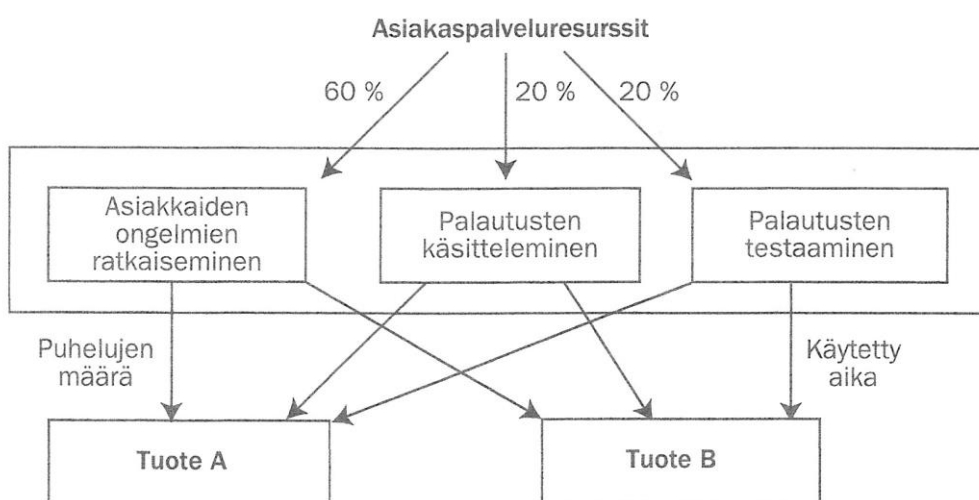 Asiakaspalveluresurssit
60 %
20 %
20 %
Asiakkaiden
ongelmien
ratkaiseminen
Palautusten
käsitteleminen
Palautusten
testaaminen
Puhelujen
määrä
Käytetty
aika
Tuote A
Tuote B